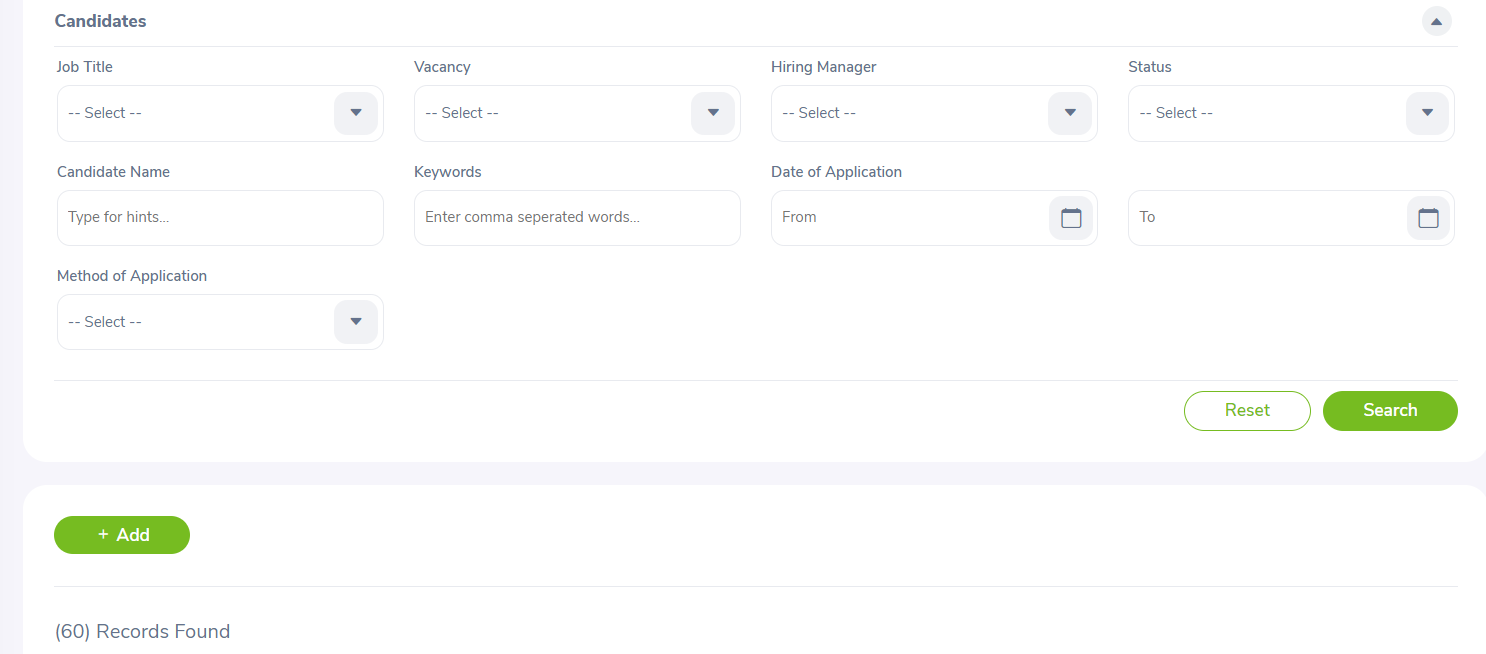 Candidates
Job Title Vacancy Hiring Manager Status
-- Select -- -- Select -- -- Select -- -- Select --
Candidate Name Keywords Date of Application
Type for hints... Enter comma seperated words... From To
Method of Application
-- Select --
Reset Search
+ Add
(60) Records Found